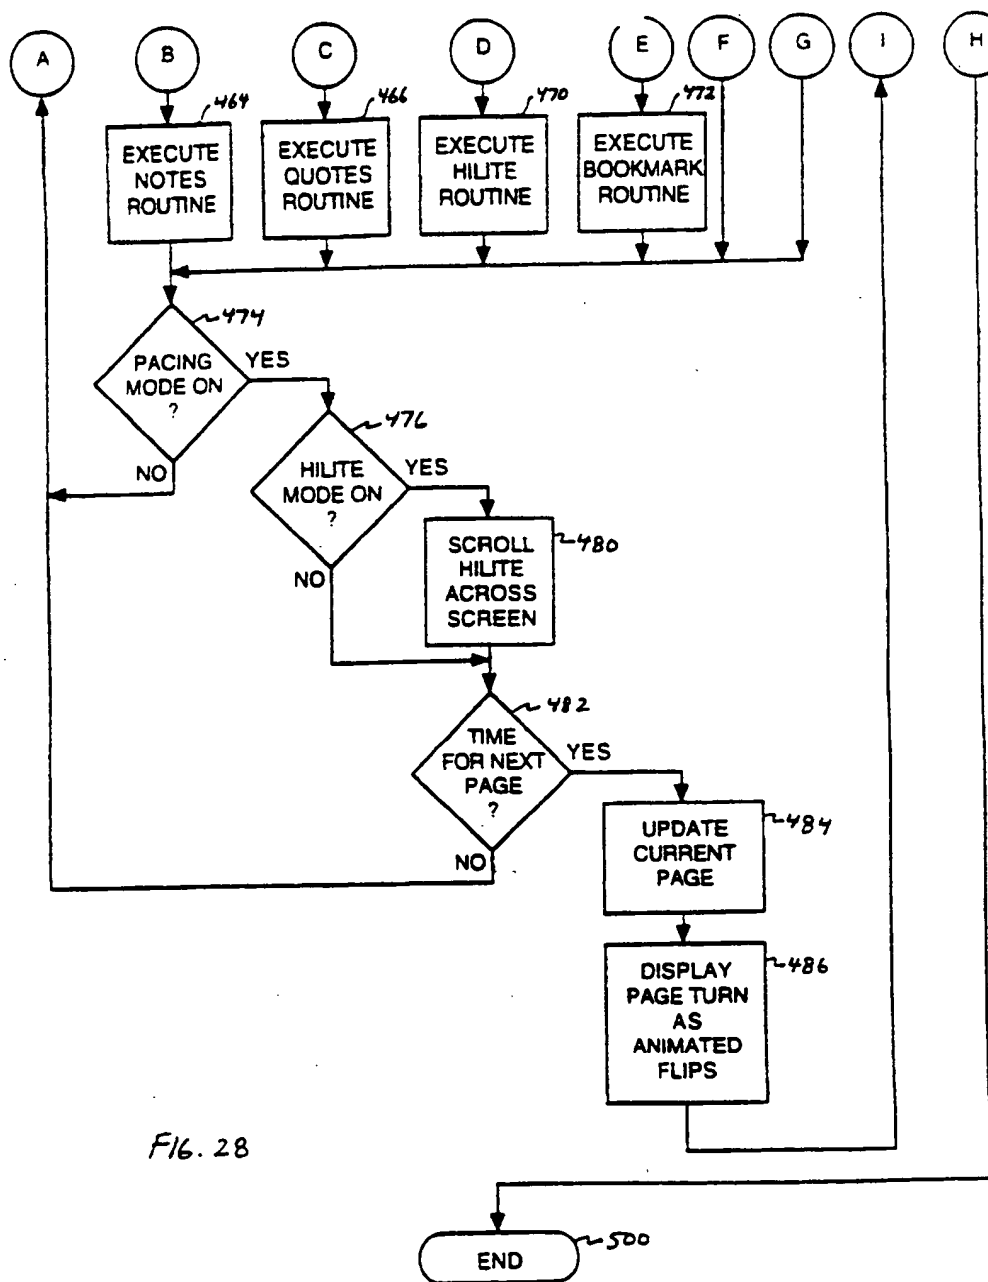 A
B
C
D
E
F
G
I
H
464
466
470
472
EXECUTE
NOTES
ROUTINE
EXECUTE
QUOTES
ROUTINE
EXECUTE
HILITE
ROUTINE
EXECUTE
BOOKMARK
ROUTINE
474
PACING
MODE ON
?
YES
NO
476
HILITE
MODE ON
?
YES
NO
480
SCROLL
HILITE
ACROSS
SCREEN
482
TIME
FOR NEXT
PAGE
?
YES
NO
484
UPDATE
CURRENT
PAGE
486
DISPLAY
PAGE TURN
AS
ANIMATED
FLIPS
FIG. 28
500
END